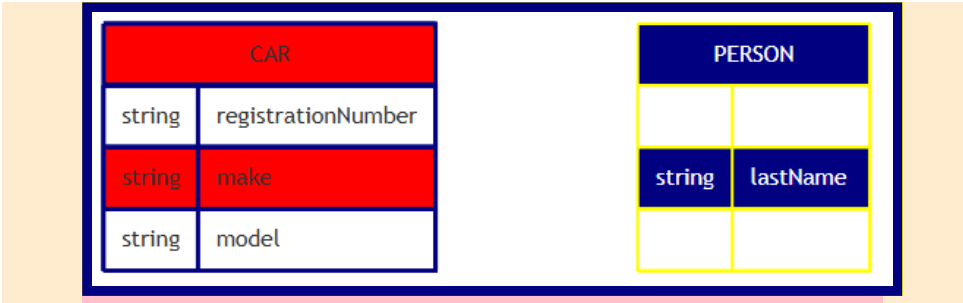 CAR
string registrationNumber
string make
string model
PERSON
string lastName